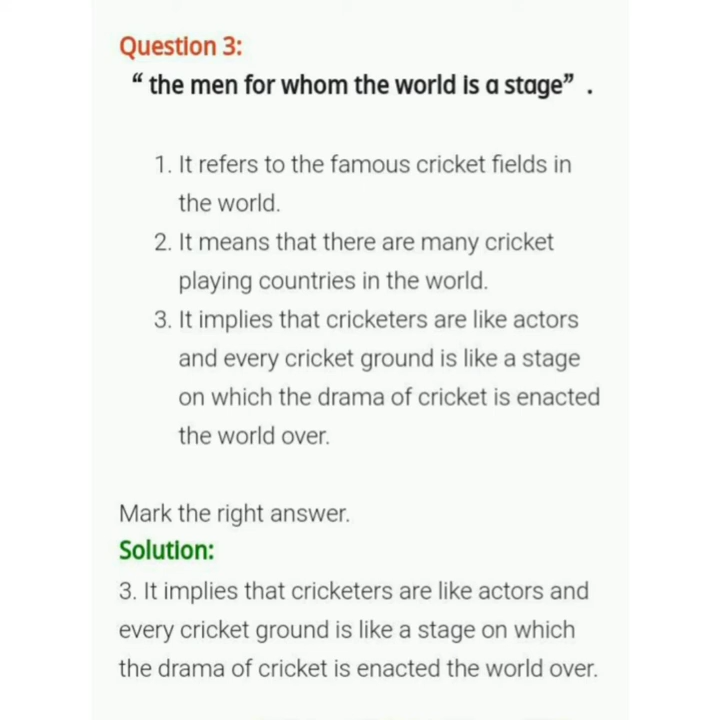 Question 3:
“ the men for whom the world is a stage” .
1. It refers to the famous cricket fields in
the world.
2. It means that there are many cricket
playing countries in the world.
3. It implies that cricketers are like actors
and every cricket ground is like a stage
on which the drama of cricket is enacted
the world over.
Mark the right answer.
Solution:
3. It implies that cricketers are like actors and
every cricket ground is like a stage on which
the drama of cricket is enacted the world over.